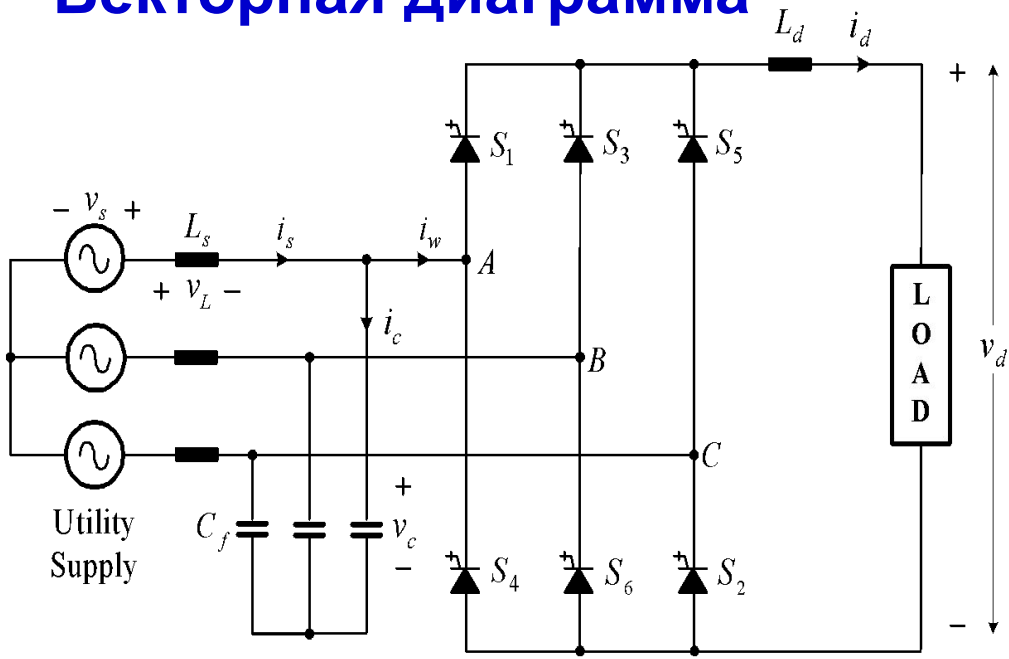 Векторная диаграмма
L_d i_d
+
S_1 S_3 S_5
− v_s +
L_s i_s i_w
A
+ v_L −
i_c
L
O
A
D
v_d
B
C
+
Utility
Supply
C_f v_c
−
S_4 S_6 S_2
−